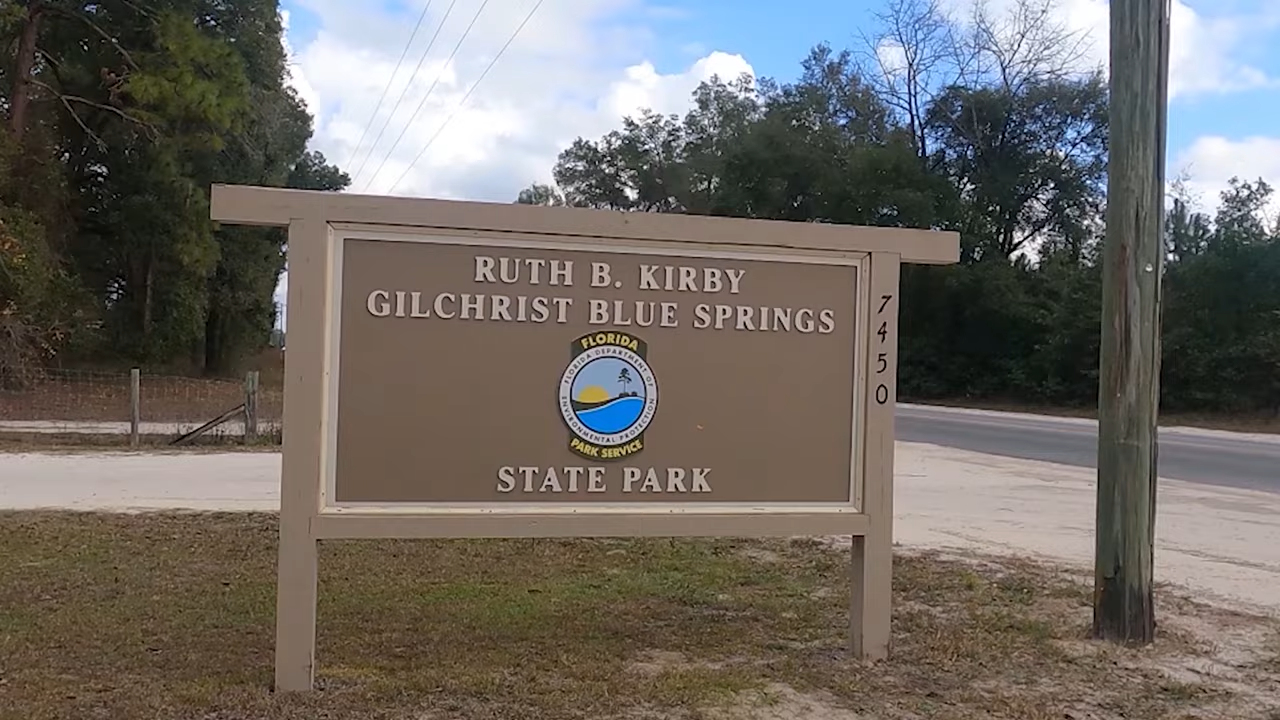 RUTH B. KIRBY
GILCHRIST BLUE SPRINGS
FLORIDA
FLORIDA DEPARTMENT OF
ENVIRONMENTAL PROTECTION
PARK SERVICE
STATE PARK
7450